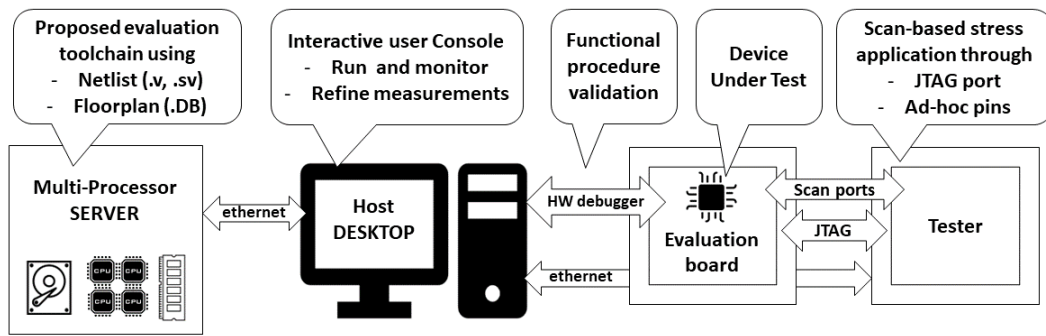 Proposed evaluation
toolchain using
- Netlist (.v, .sv)
- Floorplan (.DB)
Interactive user Console
- Run and monitor
- Refine measurements
Functional
procedure
validation
Device
Under Test
Scan-based stress
application through
- JTAG port
- Ad-hoc pins
Multi-Processor
SERVER
CPU
CPU
CPU
CPU
ethernet
Host
DESKTOP
HW debugger
ethernet
Evaluation
board
Scan ports
JTAG
Tester